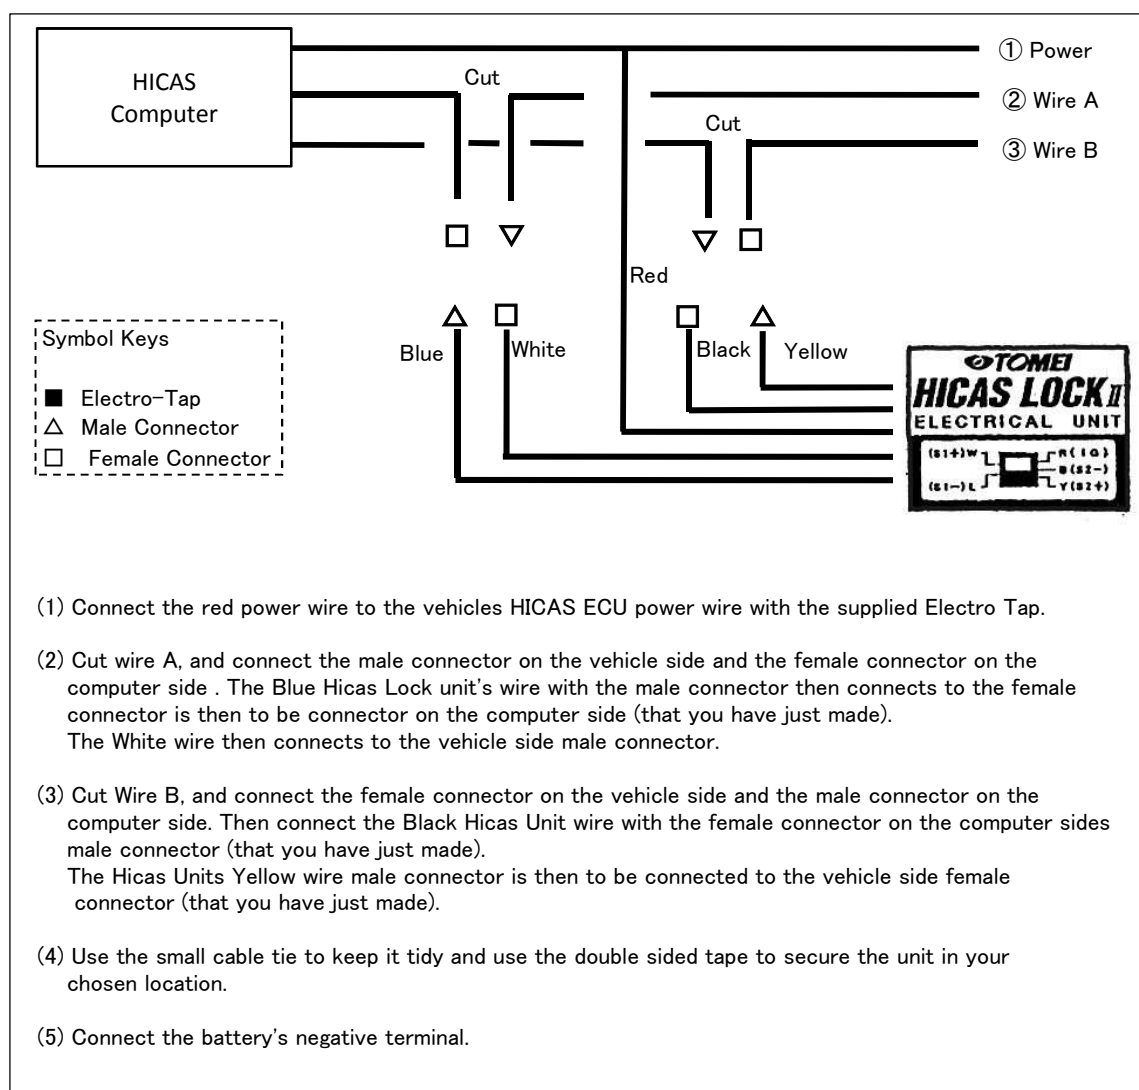 HICAS
Computer
Cut
① Power
② Wire A
Cut
③ Wire B
Red
Symbol Keys
■ Electro-Tap
△ Male Connector
□ Female Connector
Blue
White
Black
Yellow
TOMEI
HICAS LOCK II
ELECTRICAL UNIT
(S1+)W
R(IG)
B(S2-)
(S1-)L
Y(S2+)
(1) Connect the red power wire to the vehicles HICAS ECU power wire with the supplied Electro Tap.
(2) Cut wire A, and connect the male connector on the vehicle side and the female connector on the
computer side . The Blue Hicas Lock unit's wire with the male connector then connects to the female
connector is then to be connector on the computer side (that you have just made).
The White wire then connects to the vehicle side male connector.
(3) Cut Wire B, and connect the female connector on the vehicle side and the male connector on the
computer side. Then connect the Black Hicas Unit wire with the female connector on the computer sides
male connector (that you have just made).
The Hicas Units Yellow wire male connector is then to be connected to the vehicle side female
connector (that you have just made).
(4) Use the small cable tie to keep it tidy and use the double sided tape to secure the unit in your
chosen location.
(5) Connect the battery's negative terminal.